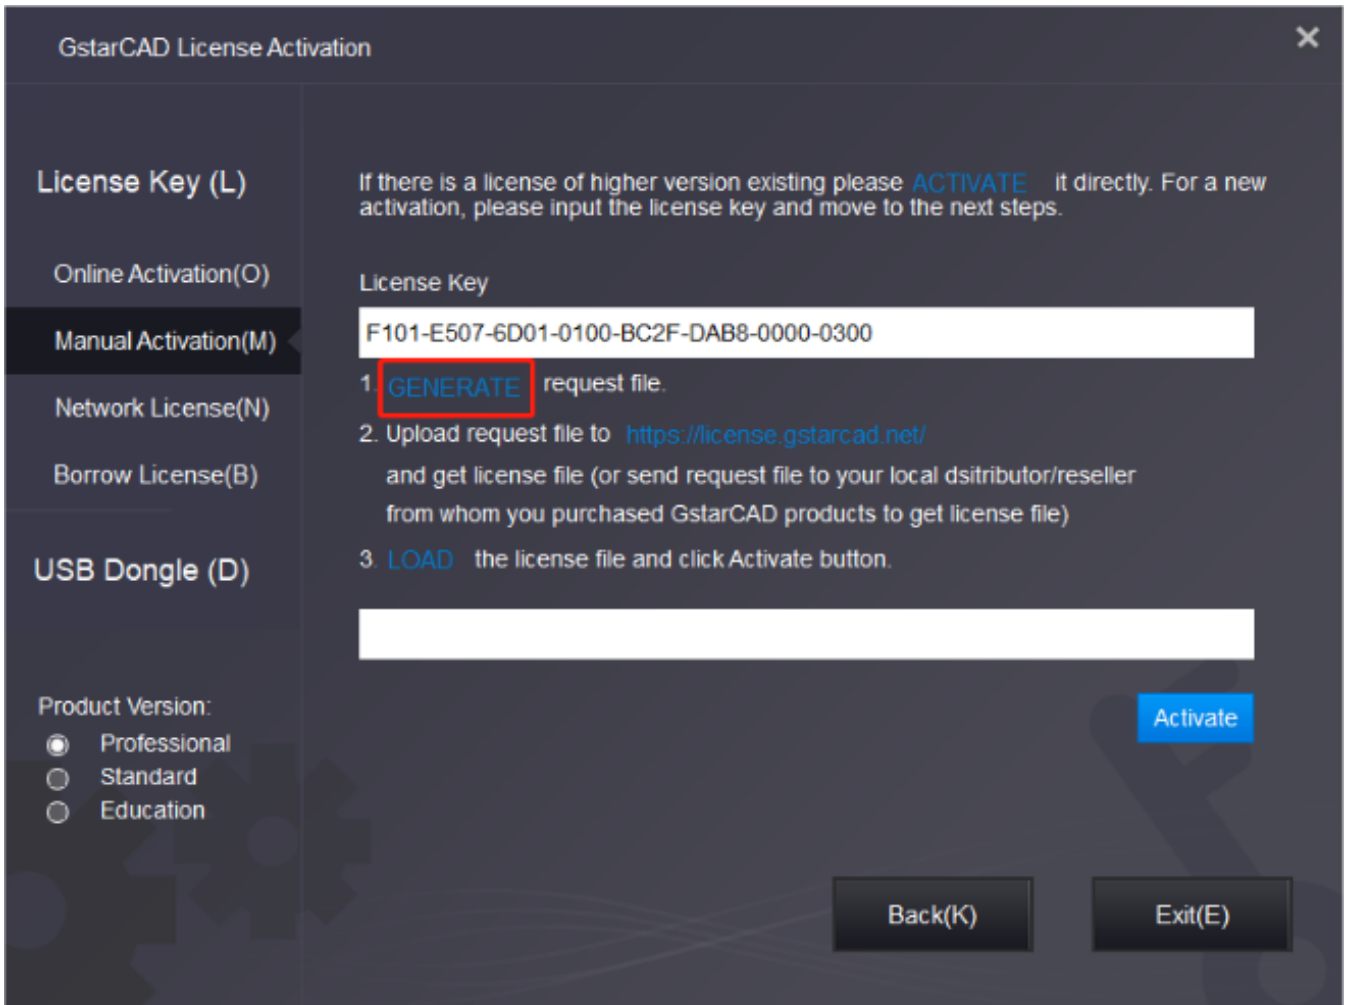 GstarCAD License Activation
License Key (L)
Online Activation(O)
Manual Activation(M)
Network License(N)
Borrow License(B)
USB Dongle (D)
Product Version:
Professional
Standard
Education
If there is a license of higher version existing please ACTIVATE it directly. For a new
activation, please input the license key and move to the next steps.
License Key
F101-E507-6D01-0100-BC2F-DAB8-0000-0300
1. GENERATE request file.
2. Upload request file to https://license.gstarcad.net/
and get license file (or send request file to your local dsitributor/reseller
from whom you purchased GstarCAD products to get license file)
3. LOAD the license file and click Activate button.
Activate
Back(K)
Exit(E)